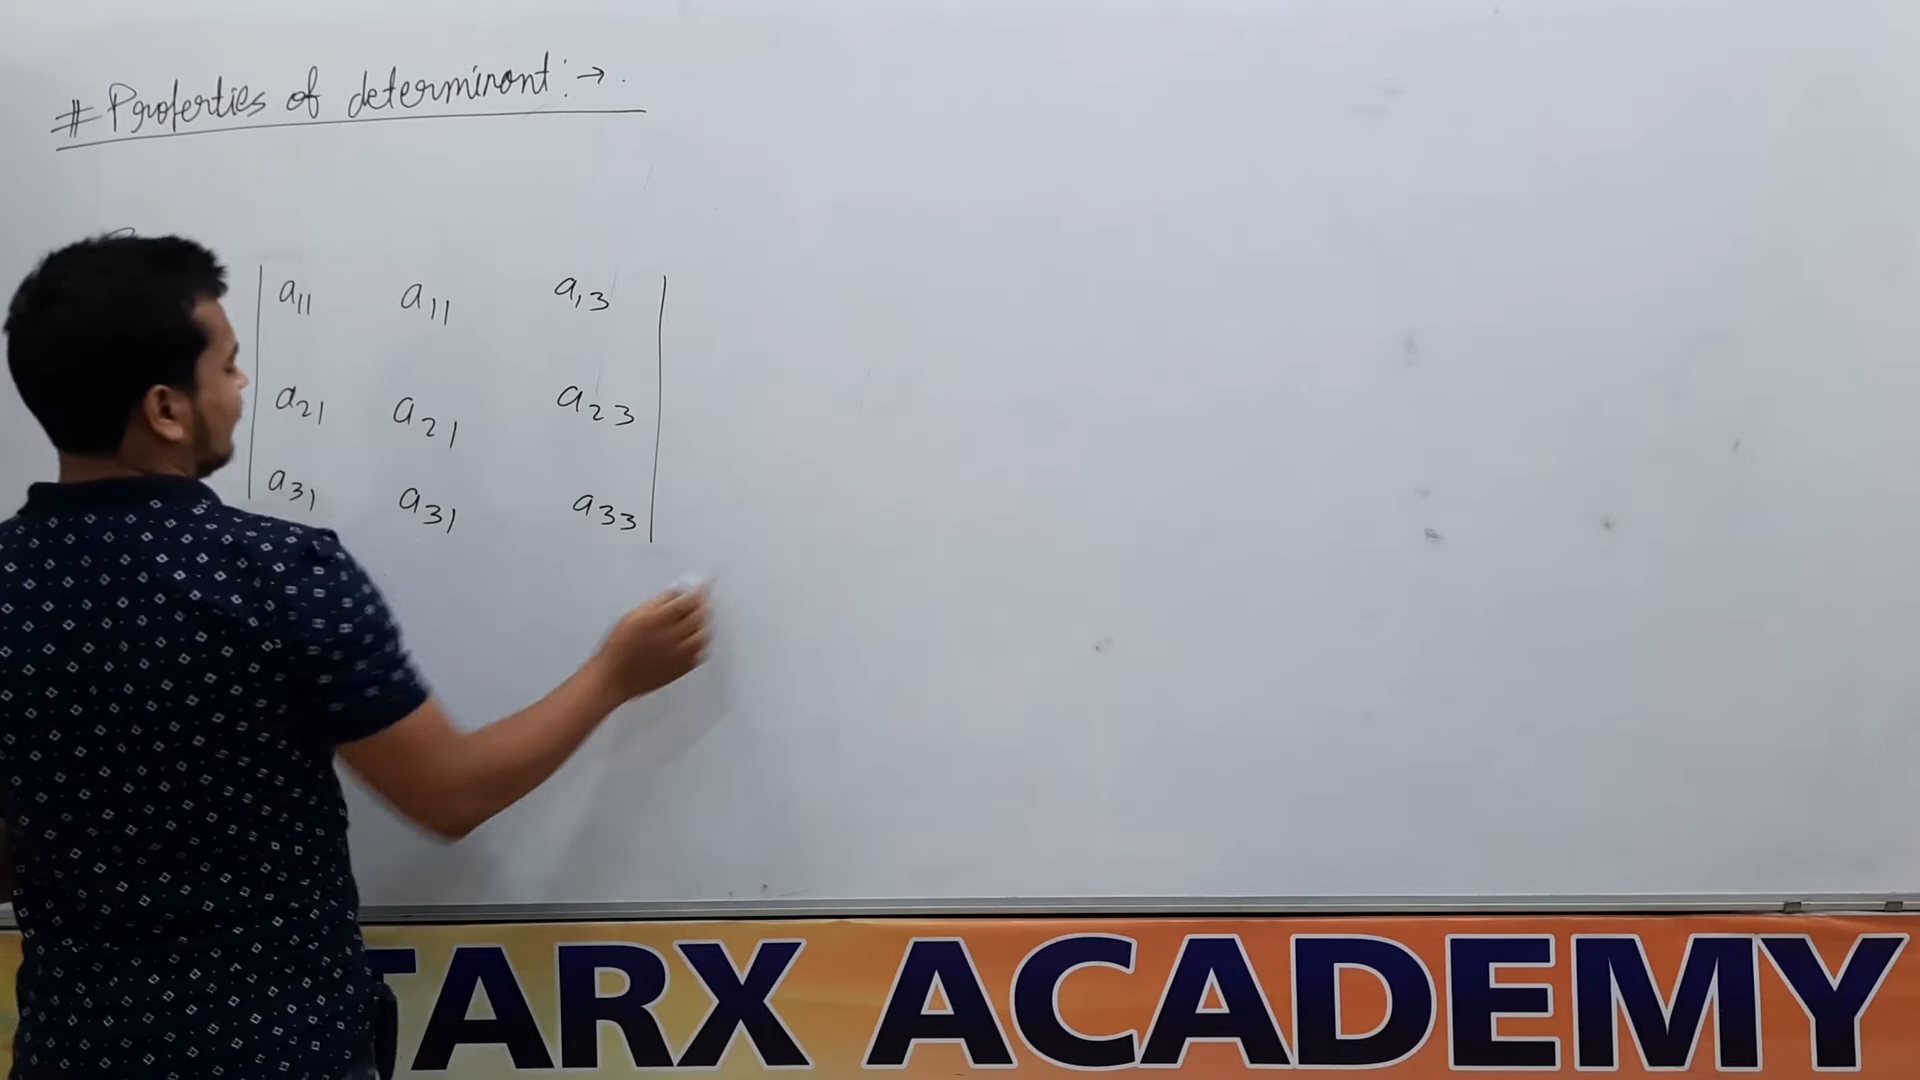 # Properties of determinant :→.
a11 a11 a13
a21 a21 a23
a31 a31 a33
TARX ACADEMY